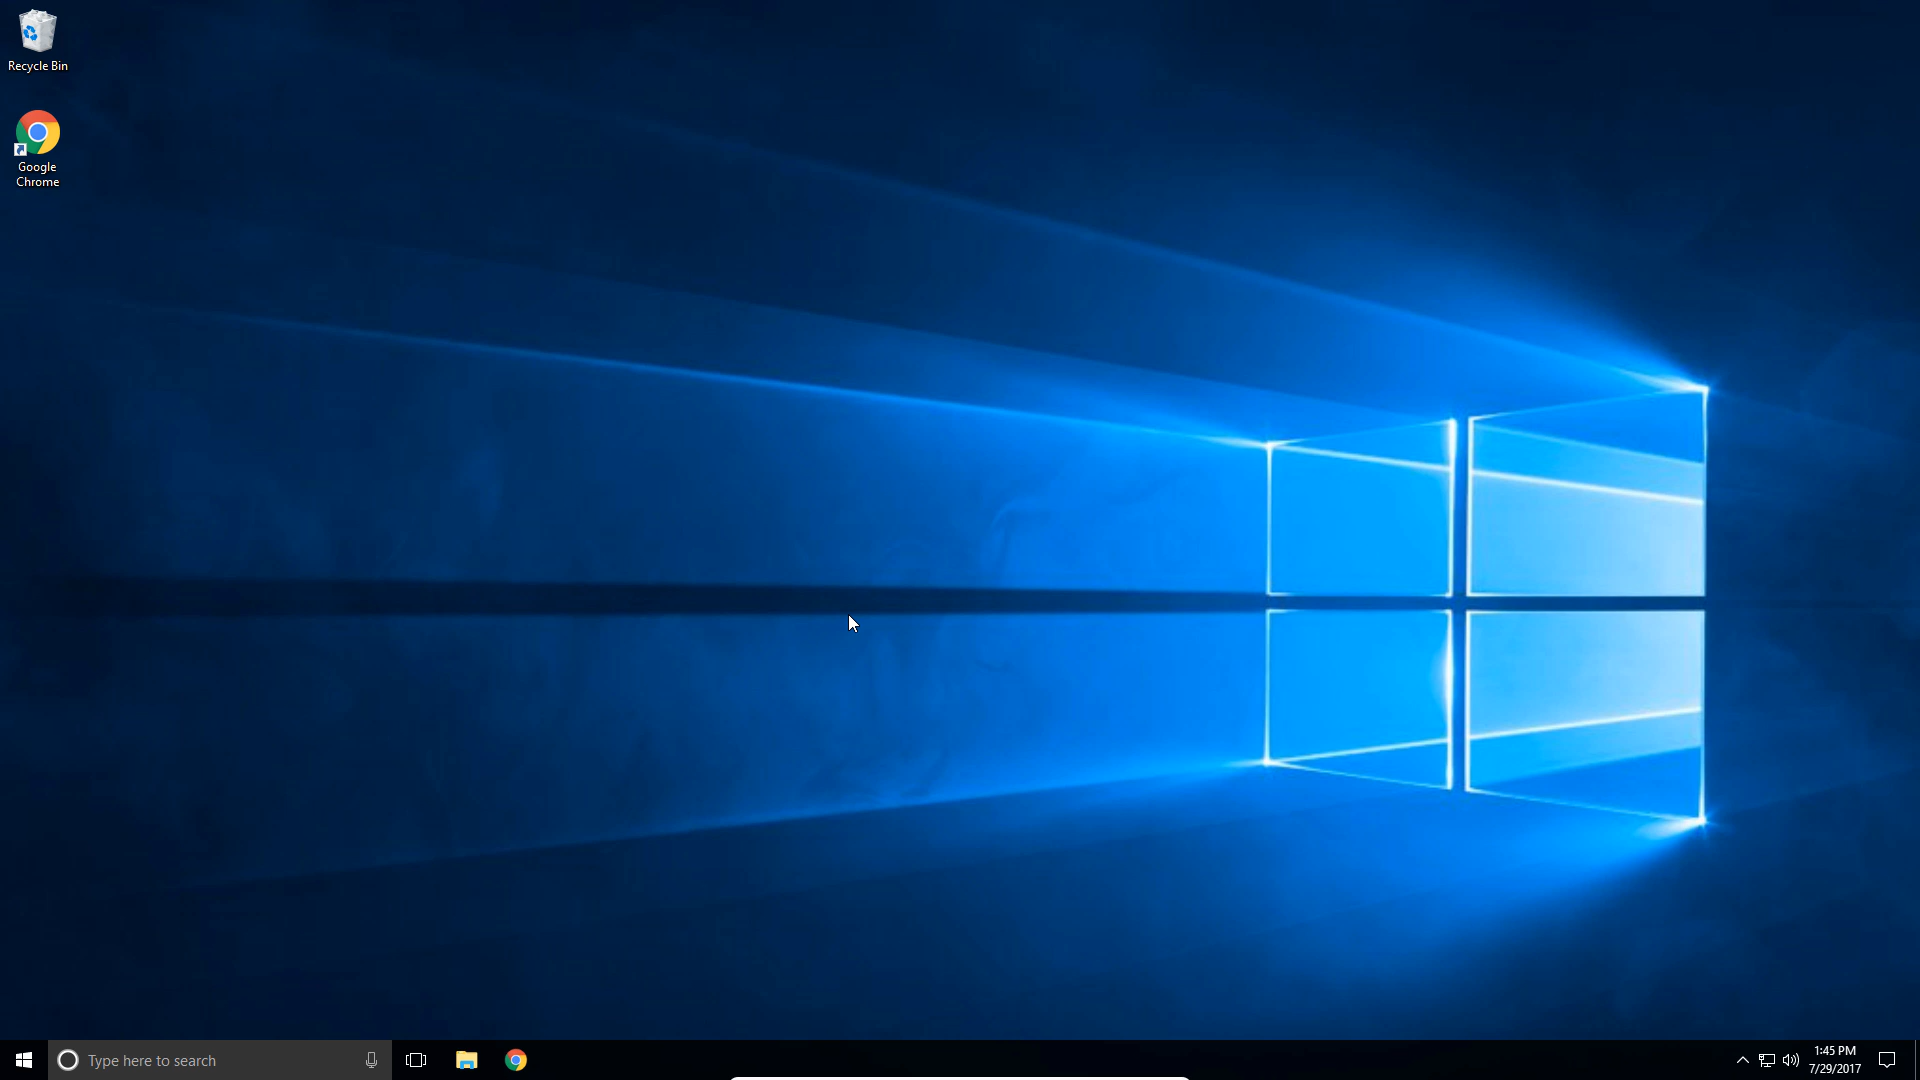 Recycle Bin
Google
Chrome
Type here to search
1:45 PM
7/29/2017